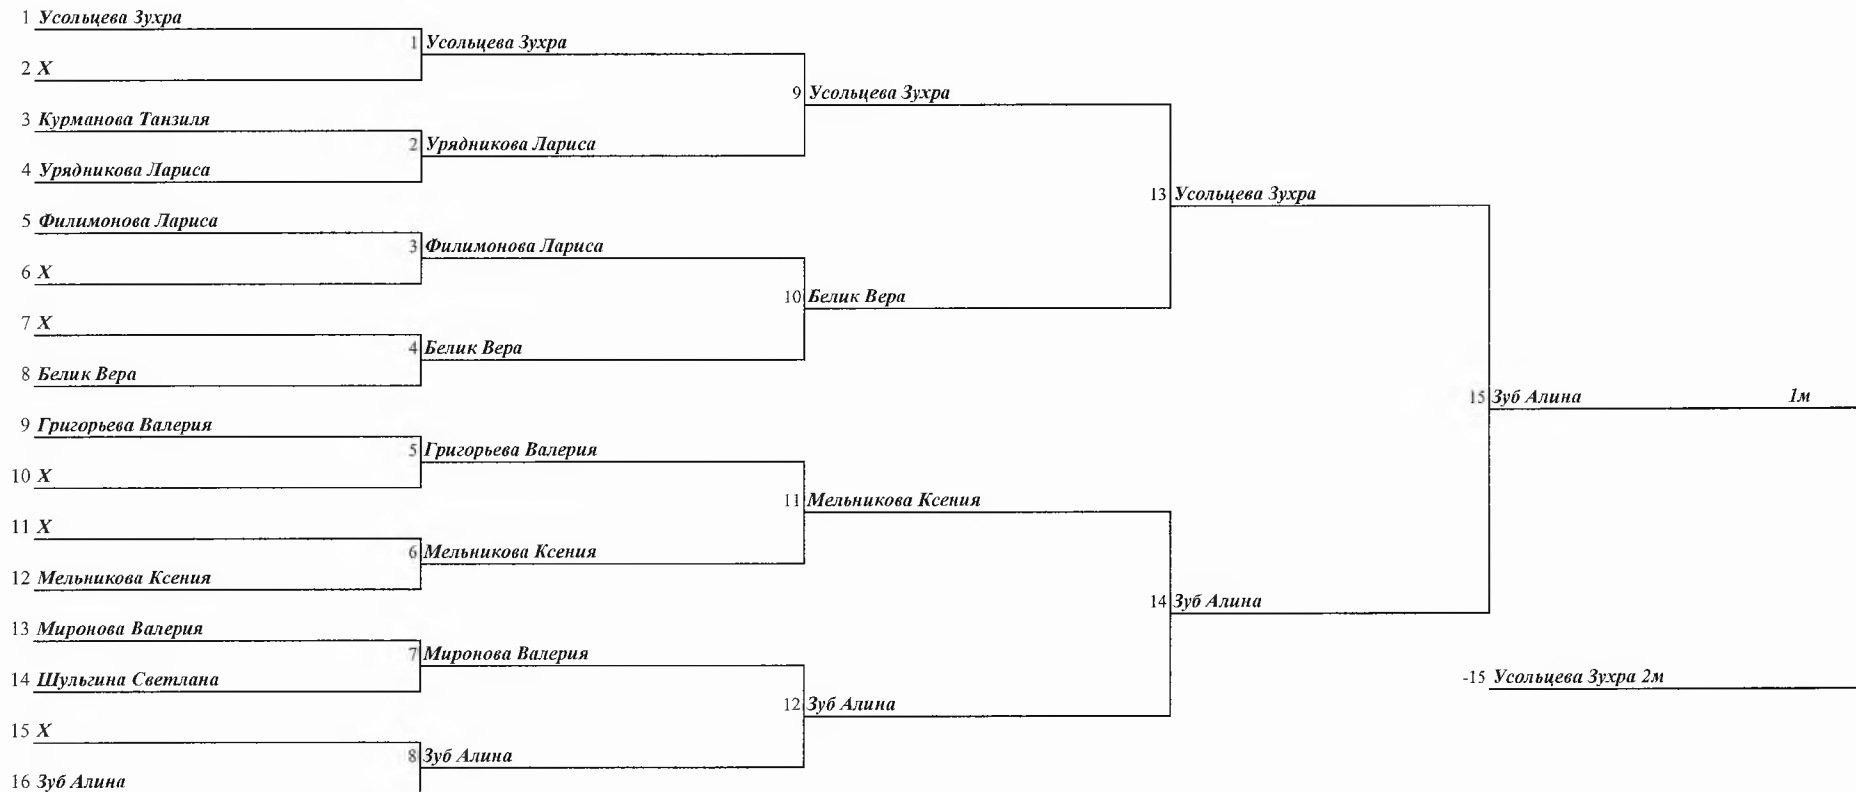 1 Усольцева Зухра
1 Усольцева Зухра
2 X
9 Усольцева Зухра
3 Курманова Танзиля
2 Урядникова Лариса
4 Урядникова Лариса
13 Усольцева Зухра
5 Филимонова Лариса
3 Филимонова Лариса
6 X
10 Белик Вера
7 X
4 Белик Вера
8 Белик Вера
15 Зуб Алина 1м
9 Григорьева Валерия
5 Григорьева Валерия
10 X
11 Мельникова Ксения
11 X
6 Мельникова Ксения
12 Мельникова Ксения
14 Зуб Алина
13 Миронова Валерия
7 Миронова Валерия
14 Шульгина Светлана
-15 Усольцева Зухра 2м
12 Зуб Алина
15 X
8 Зуб Алина
16 Зуб Алина